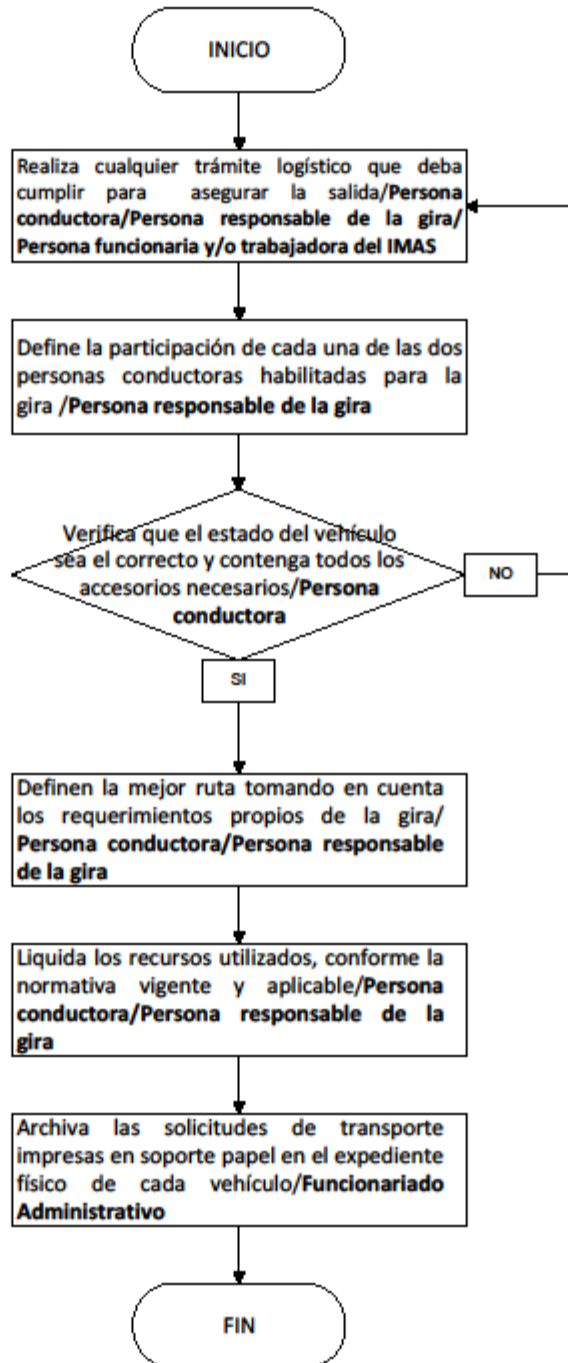 INICIO
Realiza cualquier trámite logístico que deba
cumplir para asegurar la salida/Persona
conductora/Persona responsable de la gira/
Persona funcionaria y/o trabajadora del IMAS
Define la participación de cada una de las dos
personas conductoras habilitadas para la
gira /Persona responsable de la gira
Verifica que el estado del vehículo
sea el correcto y contenga todos los
accesorios necesarios/Persona
conductora
NO
SI
Definen la mejor ruta tomando en cuenta
los requerimientos propios de la gira/
Persona conductora/Persona responsable
de la gira
Liquida los recursos utilizados, conforme la
normativa vigente y aplicable/Persona
conductora/Persona responsable de la
gira
Archiva las solicitudes de transporte
impresas en soporte papel en el expediente
físico de cada vehículo/Funcionariado
Administrativo
FIN